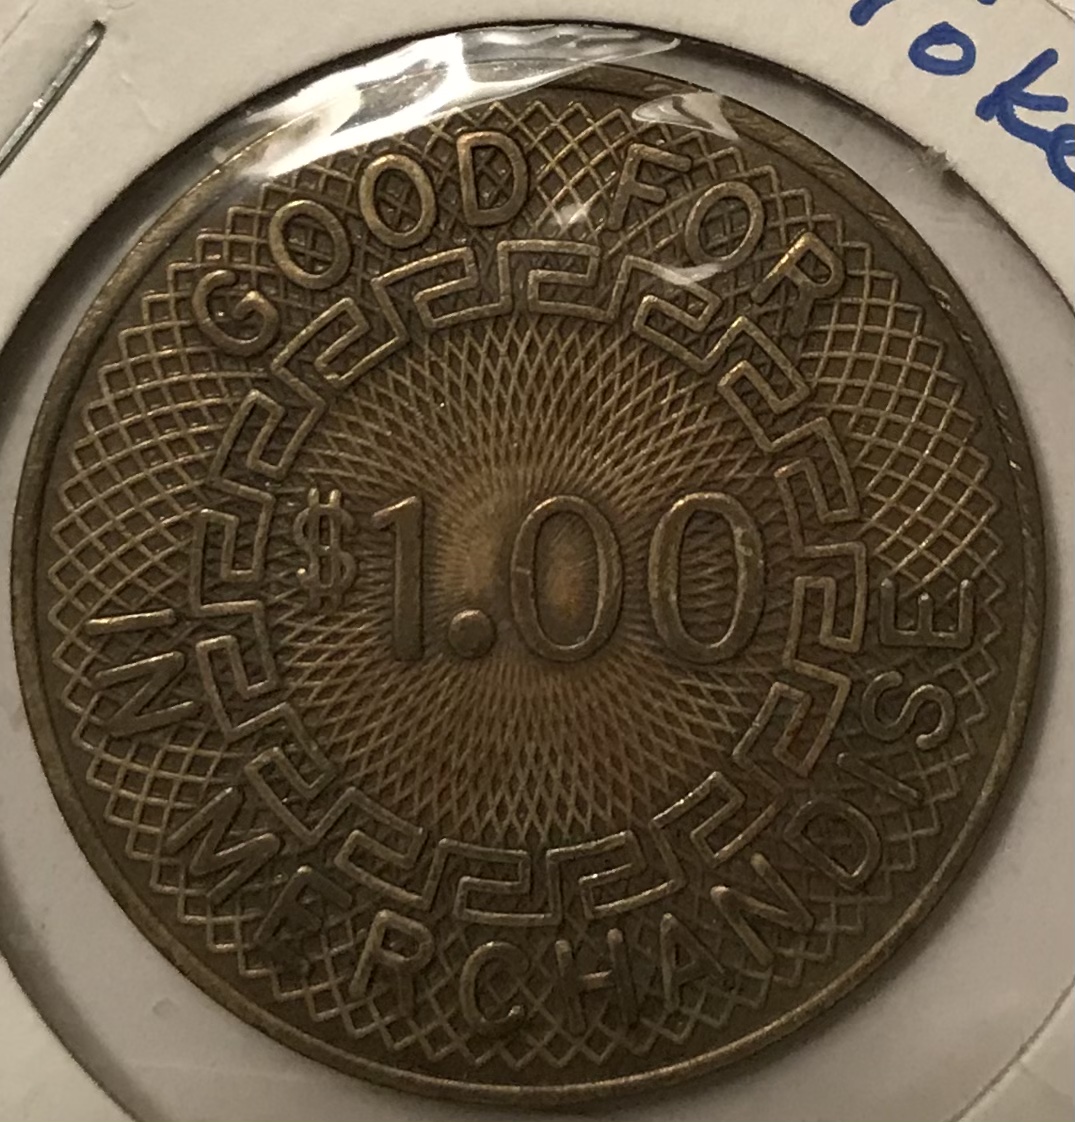 GOOD FOR
$1.00
IN MERCHANDISE